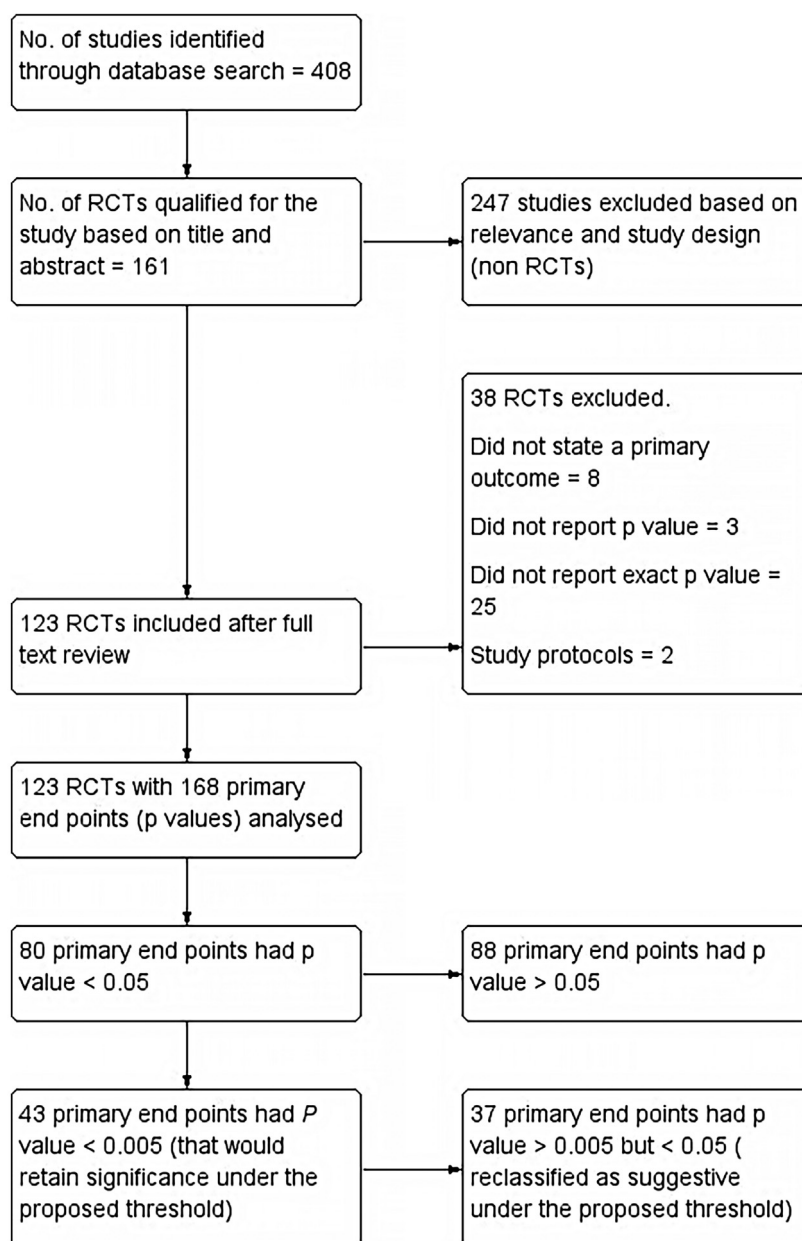 No. of studies identified
through database search = 408
No. of RCTs qualified for the
study based on title and
abstract = 161
247 studies excluded based on
relevance and study design
(non RCTs)
38 RCTs excluded.
Did not state a primary
outcome = 8
Did not report p value = 3
Did not report exact p value =
25
Study protocols = 2
123 RCTs included after full
text review
123 RCTs with 168 primary
end points (p values) analysed
80 primary end points had p
value < 0.05
88 primary end points had p
value > 0.05
43 primary end points had P
value < 0.005 (that would
retain significance under the
proposed threshold)
37 primary end points had p
value > 0.005 but < 0.05 (
reclassified as suggestive
under the proposed threshold)